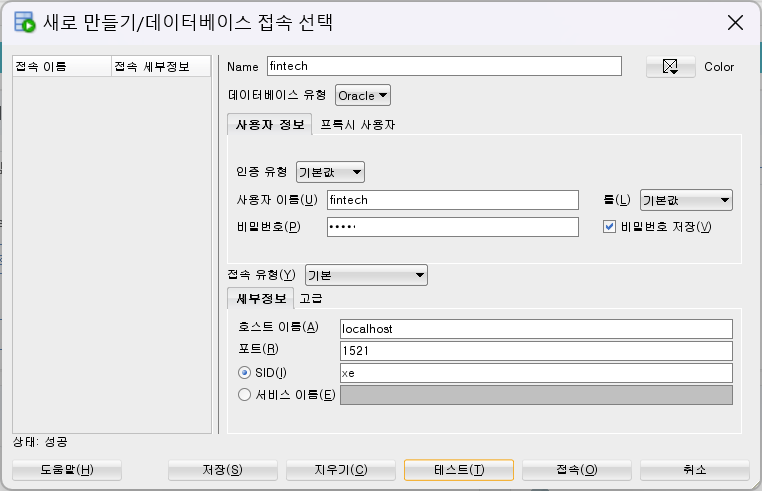 새로 만들기/데이터베이스 접속 선택
접속 이름 접속 세부정보
Name fintech Color
데이터베이스 유형 Oracle
사용자 정보 프록시 사용자
인증 유형 기본값
사용자 이름(U) fintech 롤(L) 기본값
비밀번호(P) ••••• 비밀번호 저장(V)
접속 유형(Y) 기본
세부정보 고급
호스트 이름(A) localhost
포트(R) 1521
SID(I) xe
서비스 이름(E)
상태: 성공
도움말(H) 저장(S) 지우기(C) 테스트(T) 접속(O) 취소